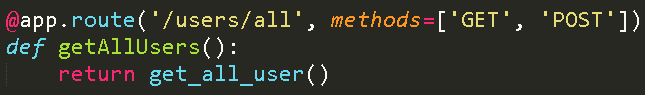 @app.route('/users/all', methods=['GET', 'POST'])
def getAllUsers():
    return get_all_user()